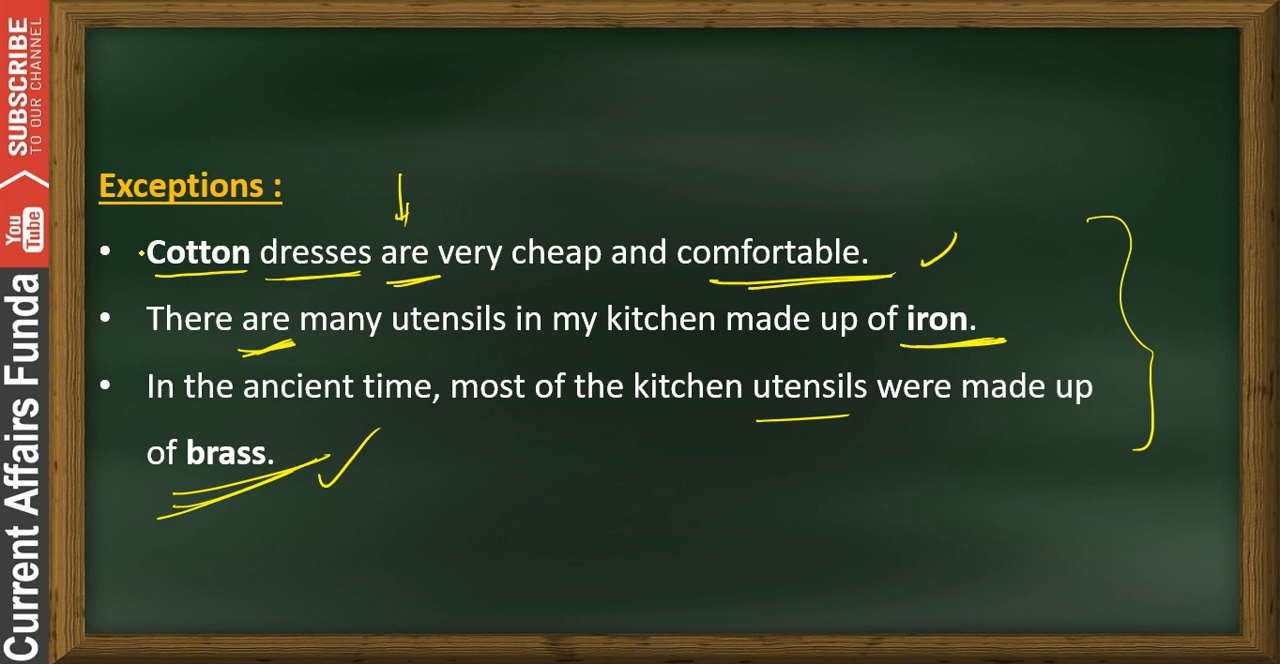 SUBSCRIBE
TO OUR CHANNEL
You
Tube
Current Affairs Funda
Exceptions :
• Cotton dresses are very cheap and comfortable.
• There are many utensils in my kitchen made up of iron.
• In the ancient time, most of the kitchen utensils were made up
of brass.